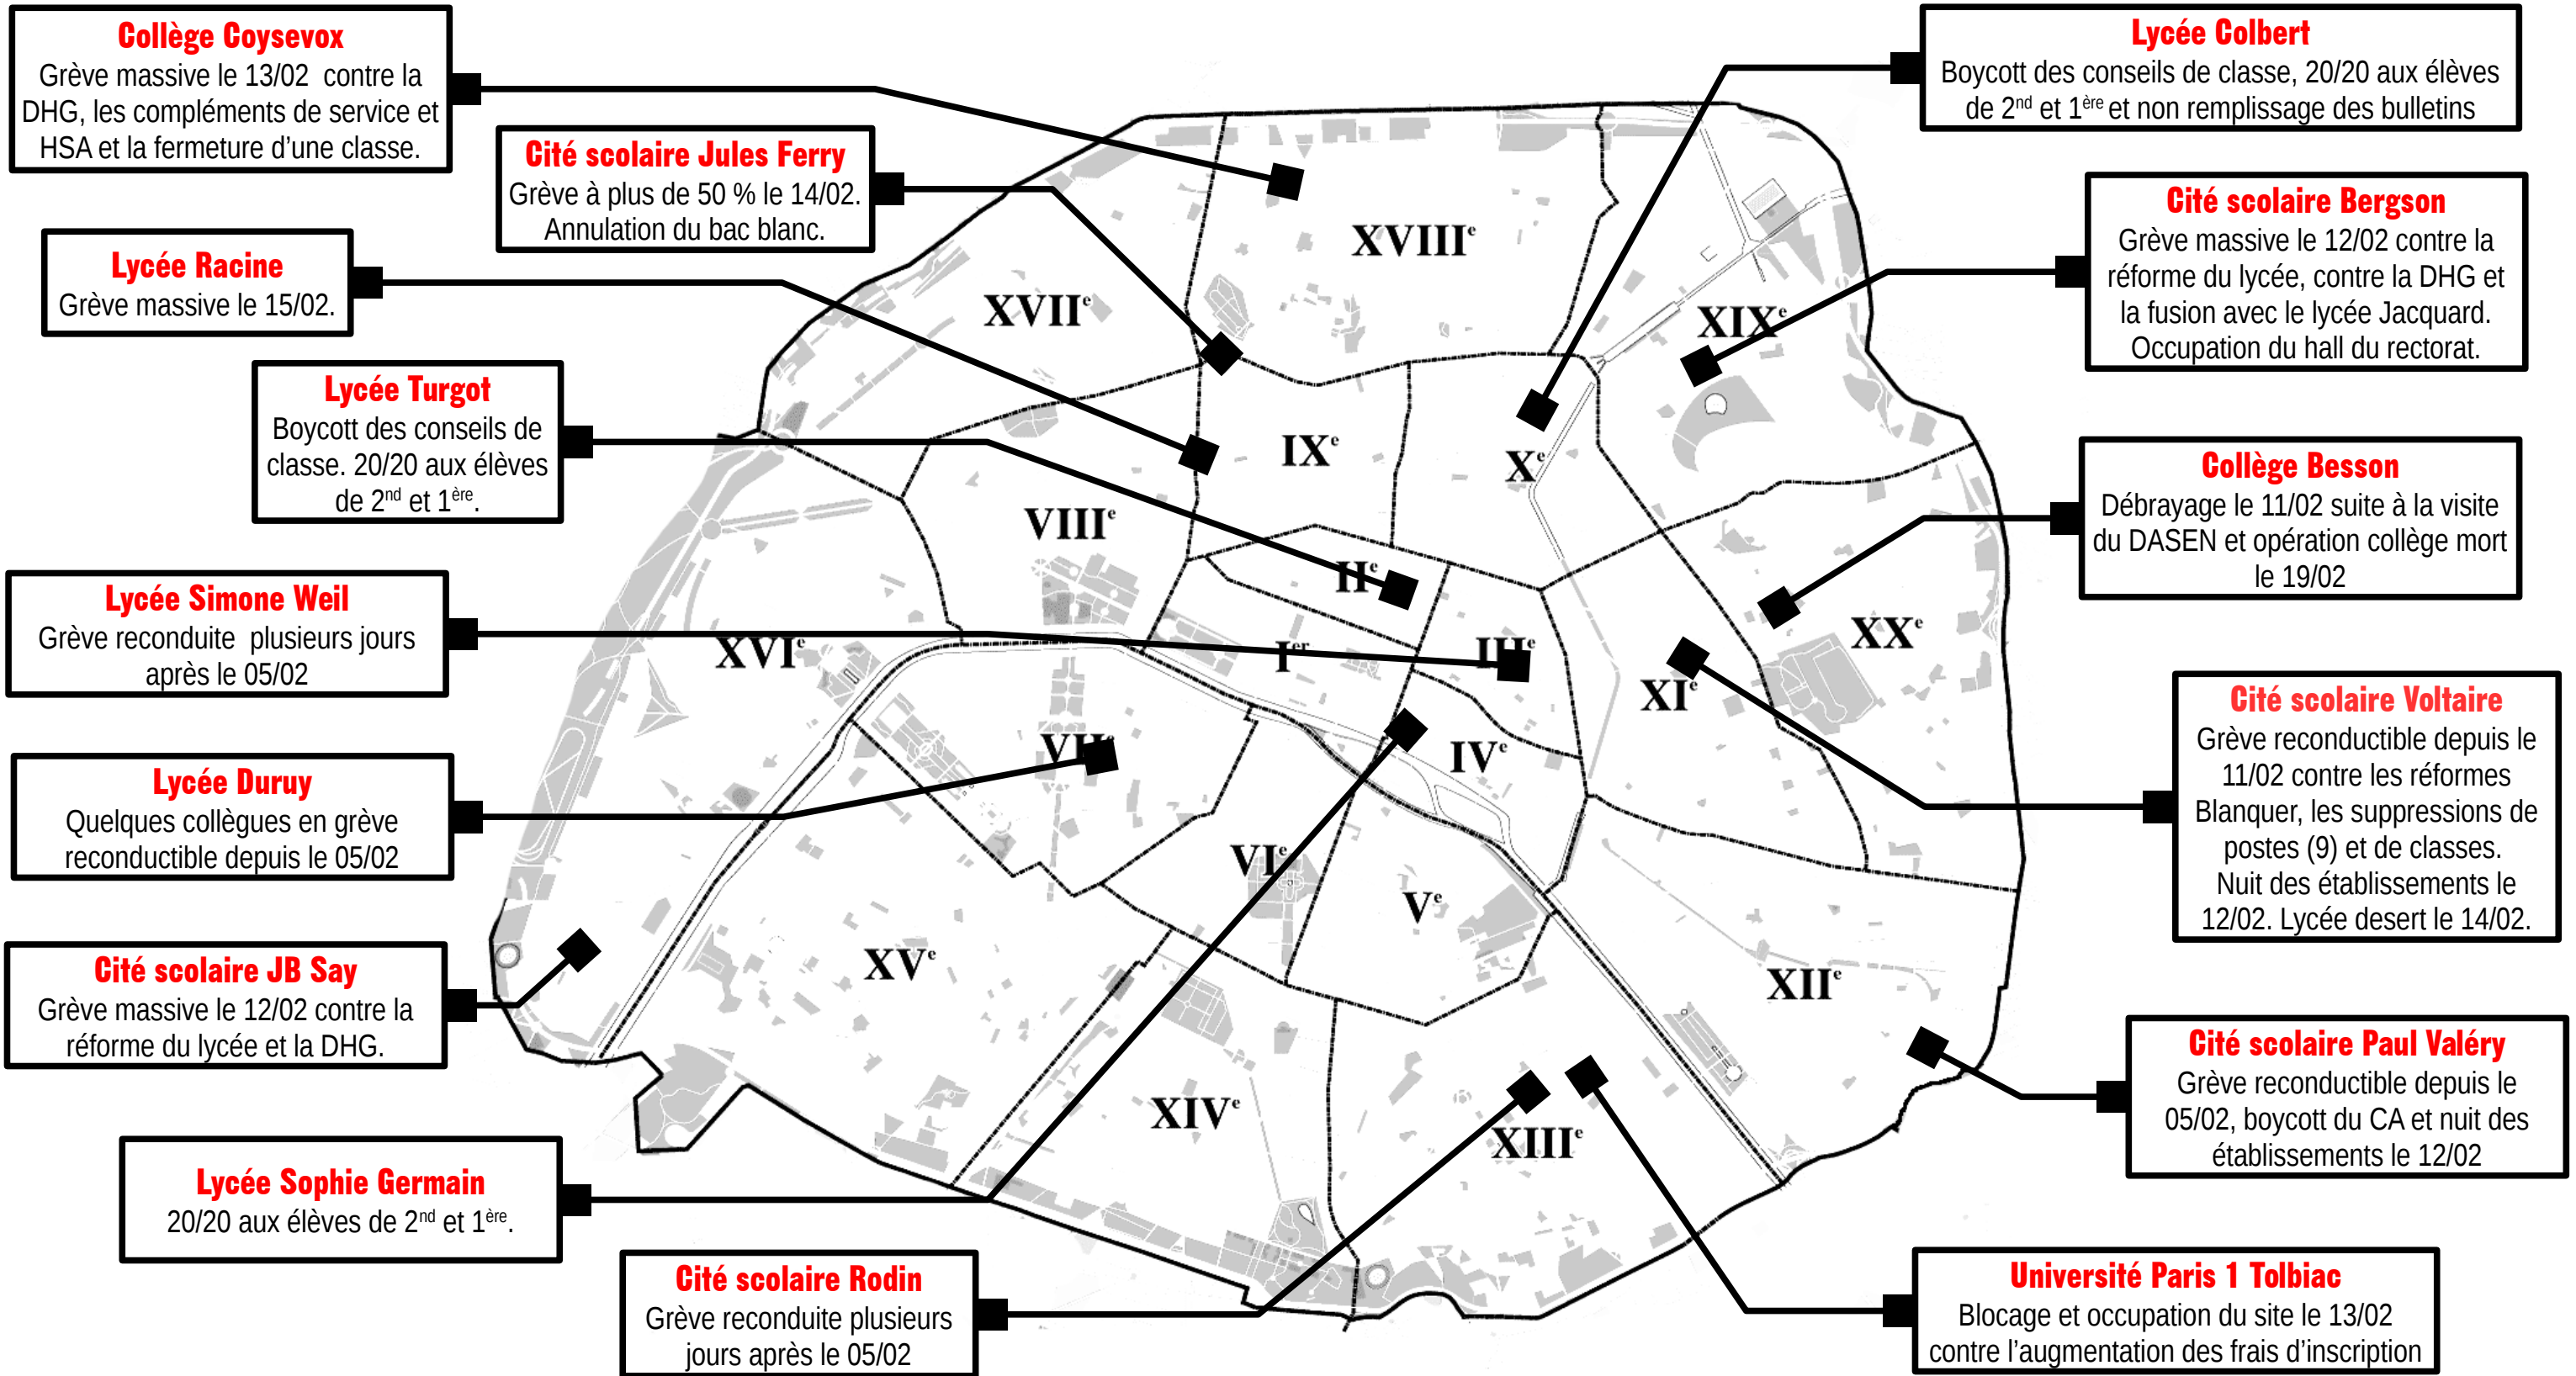 Collège Coysevox
Grève massive le 13/02 contre la
DHG, les compléments de service et
HSA et la fermeture d’une classe.
Cité scolaire Jules Ferry
Grève à plus de 50 % le 14/02.
Annulation du bac blanc.
Lycée Racine
Grève massive le 15/02.
Lycée Turgot
Boycott des conseils de
classe. 20/20 aux élèves
de 2nd et 1ère.
Lycée Simone Weil
Grève reconduite plusieurs jours
après le 05/02
Lycée Duruy
Quelques collègues en grève
reconductible depuis le 05/02
Cité scolaire JB Say
Grève massive le 12/02 contre la
réforme du lycée et la DHG.
Lycée Sophie Germain
20/20 aux élèves de 2nd et 1ère.
Cité scolaire Rodin
Grève reconduite plusieurs
jours après le 05/02
Lycée Colbert
Boycott des conseils de classe, 20/20 aux élèves
de 2nd et 1ère et non remplissage des bulletins
Cité scolaire Bergson
Grève massive le 12/02 contre la
réforme du lycée, contre la DHG et
la fusion avec le lycée Jacquard.
Occupation du hall du rectorat.
Collège Besson
Débrayage le 11/02 suite à la visite
du DASEN et opération collège mort
le 19/02
Cité scolaire Voltaire
Grève reconductible depuis le
11/02 contre les réformes
Blanquer, les suppressions de
postes (9) et de classes.
Nuit des établissements le
12/02. Lycée desert le 14/02.
Cité scolaire Paul Valéry
Grève reconductible depuis le
05/02, boycott du CA et nuit des
établissements le 12/02
Université Paris 1 Tolbiac
Blocage et occupation du site le 13/02
contre l’augmentation des frais d’inscription
XVIIIe
XVIIe
XIXe
IXe
Xe
VIIIe
IIe
XVIe
Ier
IIIe
XXe
XIe
VIIe
IVe
VIe
Ve
XVe
XIIe
XIVe
XIIIe